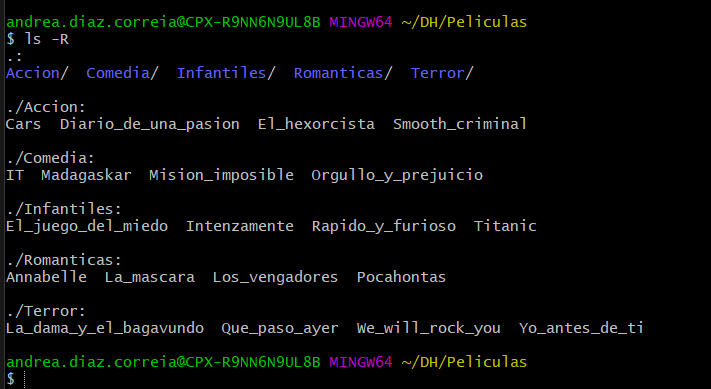 andrea.diaz.correia@CPX-R9NN6N9UL8B MINGW64 ~/DH/Peliculas
$ ls -R
.:
Accion/  Comedia/  Infantiles/  Romanticas/  Terror/

./Accion:
Cars  Diario_de_una_pasion  El_hexorcista  Smooth_criminal

./Comedia:
IT  Madagaskar  Mision_imposible  Orgullo_y_prejuicio

./Infantiles:
El_juego_del_miedo  Intenzamente  Rapido_y_furioso  Titanic

./Romanticas:
Annabelle  La_mascara  Los_vengadores  Pocahontas

./Terror:
La_dama_y_el_bagavundo  Que_paso_ayer  We_will_rock_you  Yo_antes_de_ti

andrea.diaz.correia@CPX-R9NN6N9UL8B MINGW64 ~/DH/Peliculas
$